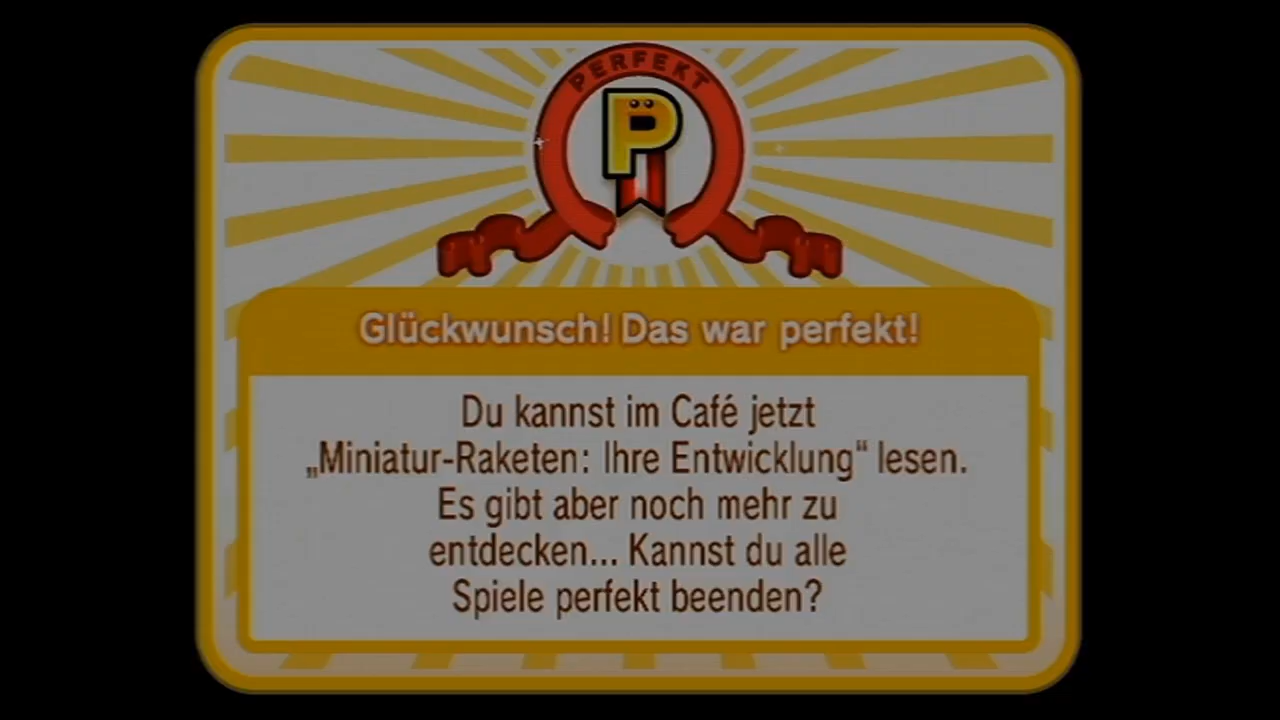 PERFEKT
P
Glückwunsch! Das war perfekt!
Du kannst im Café jetzt
„Miniatur-Raketen: Ihre Entwicklung“ lesen.
Es gibt aber noch mehr zu
entdecken... Kannst du alle
Spiele perfekt beenden?